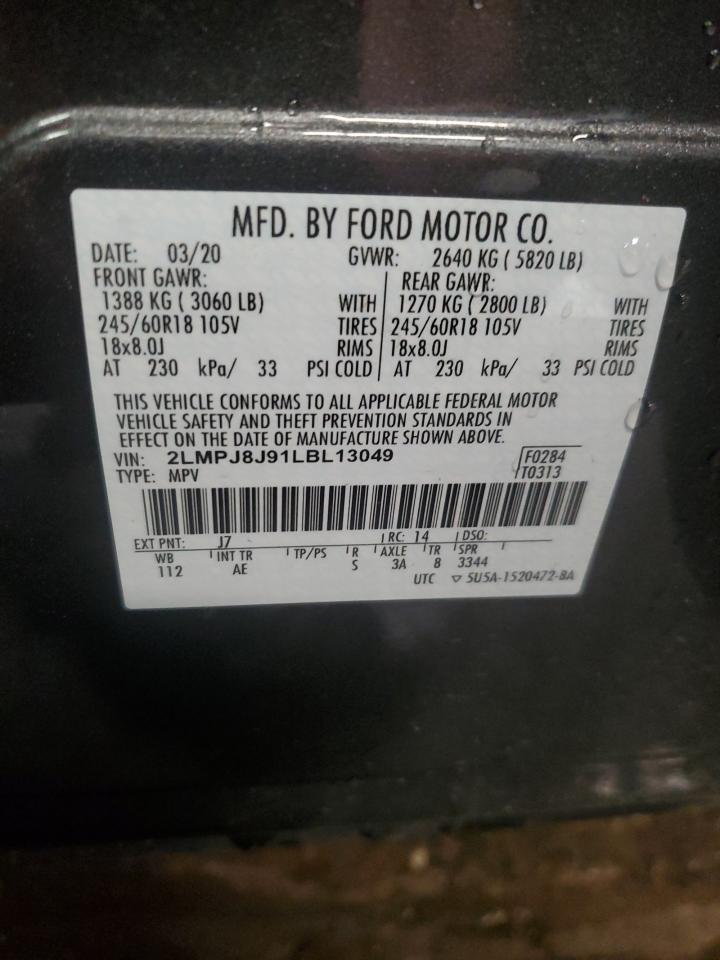 MFD. BY FORD MOTOR CO.
DATE: 03/20 GVWR: 2640 KG ( 5820 LB)
FRONT GAWR: REAR GAWR:
1388 KG ( 3060 LB) WITH 1270 KG ( 2800 LB) WITH
245/60R18 105V TIRES 245/60R18 105V TIRES
18x8.0J RIMS 18x8.0J RIMS
AT 230 kPa/ 33 PSI COLD AT 230 kPa/ 33 PSI COLD
THIS VEHICLE CONFORMS TO ALL APPLICABLE FEDERAL MOTOR
VEHICLE SAFETY AND THEFT PREVENTION STANDARDS IN
EFFECT ON THE DATE OF MANUFACTURE SHOWN ABOVE.
VIN: 2LMPJ8J91LBL13049 F0284
TYPE: MPV T0313
EXT PNT: J7 RC: 14 DSO:
WB INT TR TP/PS R AXLE TR SPR
112 AE S 3A 8 3344
UTC ▽ 5U5A-1520472-BA